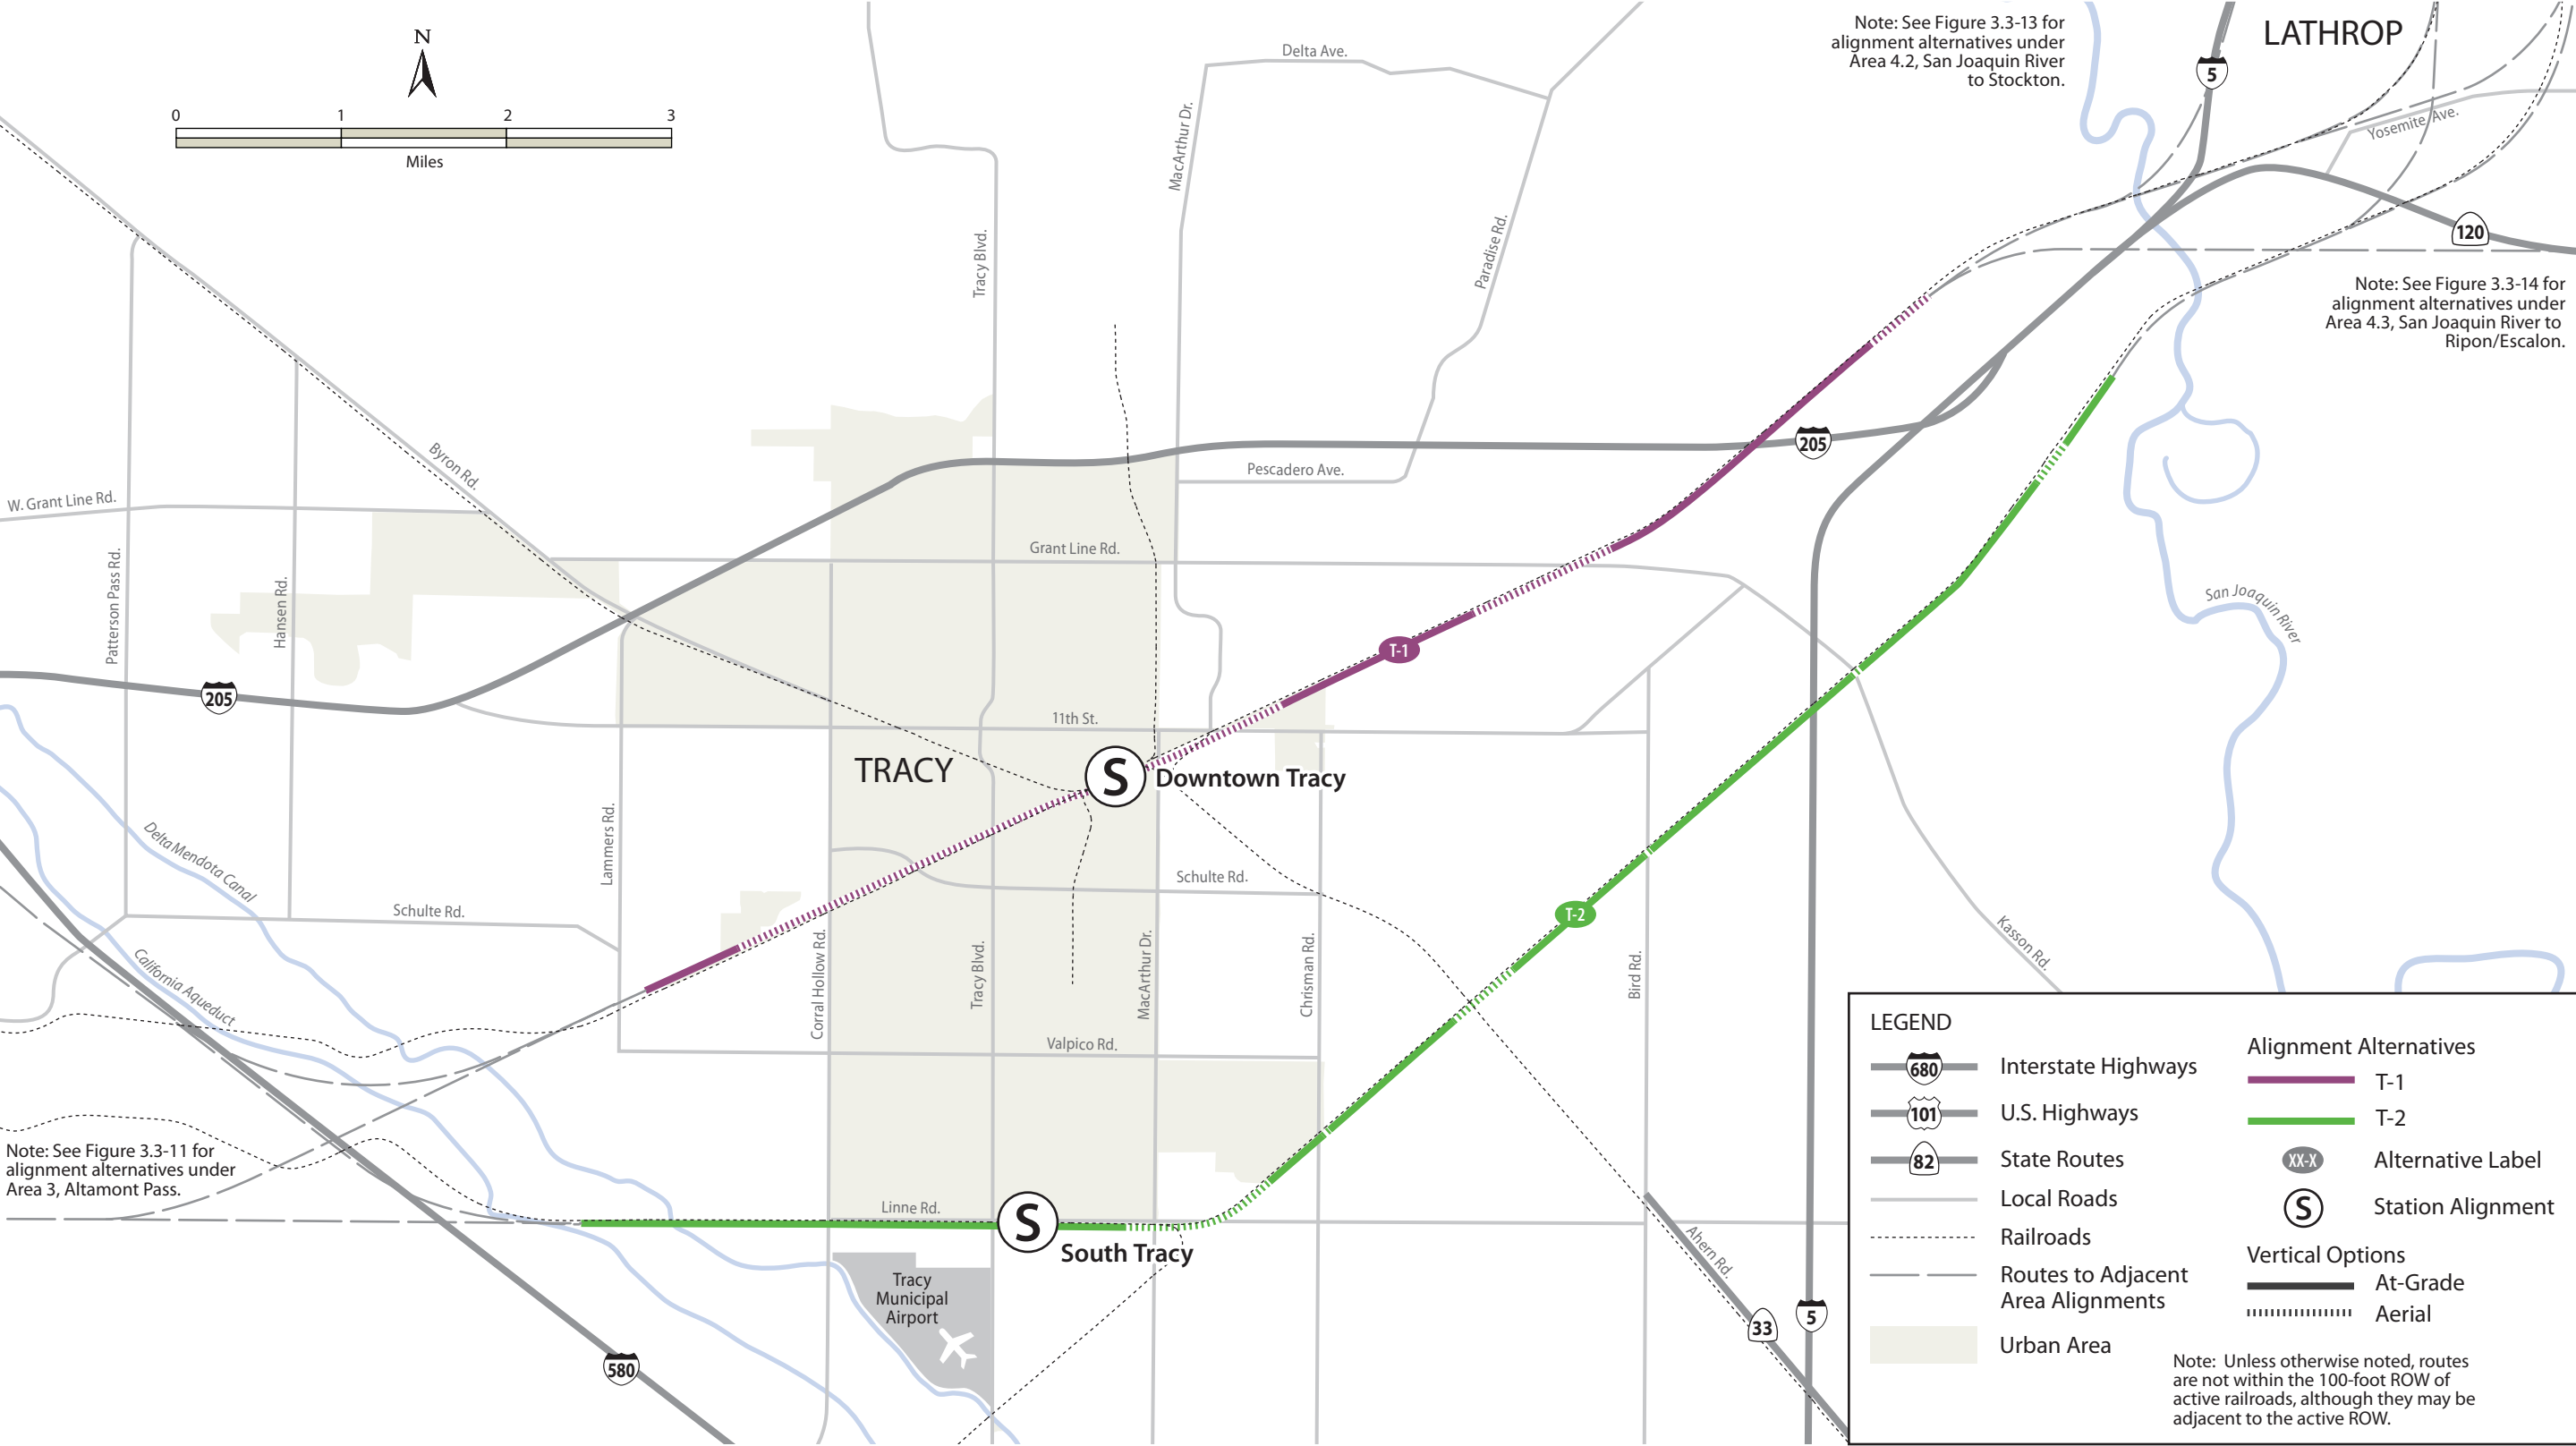 N
0 1 2 3
Miles
Note: See Figure 3.3-13 for
alignment alternatives under
Area 4.2, San Joaquin River
to Stockton.
LATHROP
5
Delta Ave.
MacArthur Dr.
Yosemite Ave.
Tracy Blvd.
Paradise Rd.
120
Note: See Figure 3.3-14 for
alignment alternatives under
Area 4.3, San Joaquin River to
Ripon/Escalon.
Byron Rd.
205
Pescadero Ave.
W. Grant Line Rd.
Grant Line Rd.
Patterson Pass Rd.
Hansen Rd.
San Joaquin River
T-1
205
11th St.
TRACY
S
Downtown Tracy
Lammers Rd.
Delta Mendota Canal
Schulte Rd.
Schulte Rd.
T-2
California Aqueduct
Corral Hollow Rd.
Tracy Blvd.
MacArthur Dr.
Chrisman Rd.
Bird Rd.
Kasson Rd.
Valpico Rd.
Note: See Figure 3.3-11 for
alignment alternatives under
Area 3, Altamont Pass.
Linne Rd.
S
South Tracy
Tracy
Municipal
Airport
Ahern Rd.
33
5
580
LEGEND
680 Interstate Highways
101 U.S. Highways
82 State Routes
Local Roads
Railroads
Routes to Adjacent
Area Alignments
Urban Area
Alignment Alternatives
T-1
T-2
XX-X Alternative Label
S Station Alignment
Vertical Options
At-Grade
Aerial
Note: Unless otherwise noted, routes
are not within the 100-foot ROW of
active railroads, although they may be
adjacent to the active ROW.